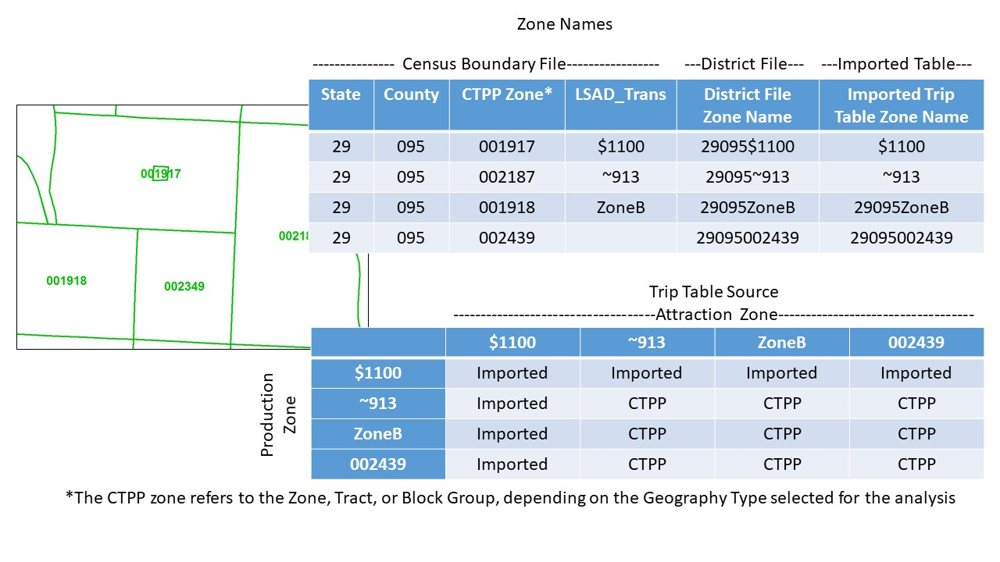 Zone Names
--------------- Census Boundary File----------------- ---District File--- ---Imported Table---
State County CTPP Zone* LSAD_Trans District File Zone Name Imported Trip Table Zone Name
29 095 001917 $1100 29095$1100 $1100
29 095 002187 ~913 29095~913 ~913
29 095 001918 ZoneB 29095ZoneB 29095ZoneB
29 095 002439 29095002439 29095002439
001917
00218
001918
002349
Trip Table Source
-------------------------------------Attraction Zone------------------------------------
$1100 ~913 ZoneB 002439
Production Zone
$1100 Imported Imported Imported Imported
~913 Imported CTPP CTPP CTPP
ZoneB Imported CTPP CTPP CTPP
002439 Imported CTPP CTPP CTPP
*The CTPP zone refers to the Zone, Tract, or Block Group, depending on the Geography Type selected for the analysis